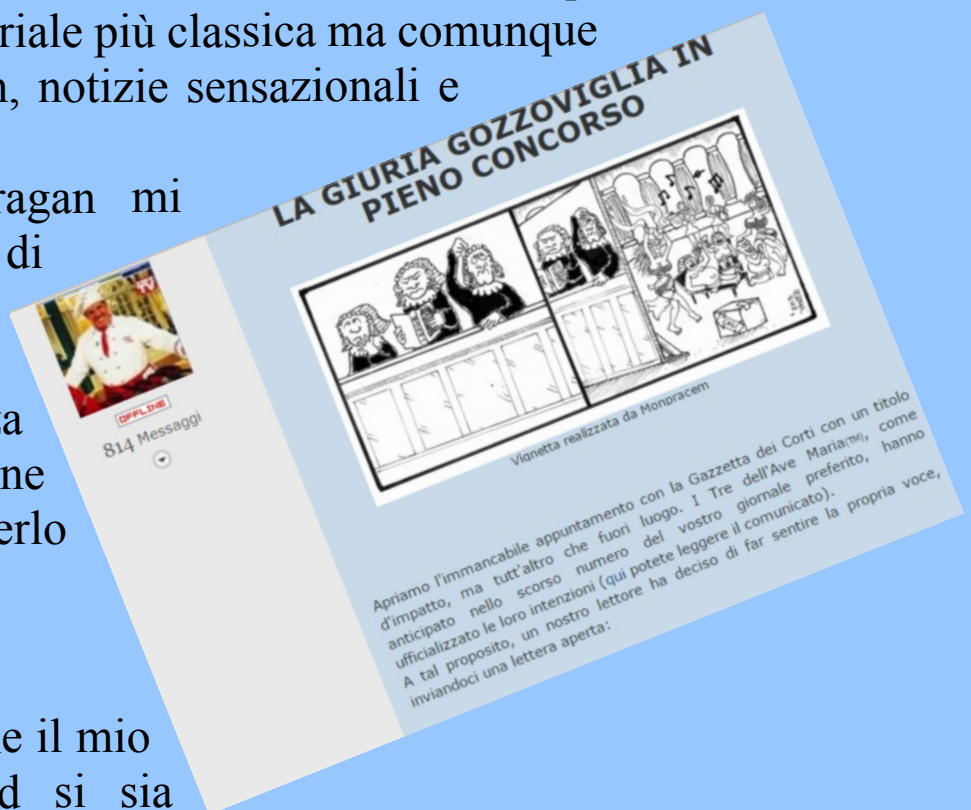 riale più classica ma comunque
n, notizie sensazionali e
ragan mi
di
ta
ne
erlo
e il mio
d si sia
LA GIURIA GOZZOVIGLIA IN
PIENO CONCORSO
OFFLINE
814 Messaggi
Vignetta realizzata da Monpracem
Apriamo l'immancabile appuntamento con la Gazzetta dei Corti con un titolo
d'impatto, ma tutt'altro che fuori luogo. I Tre dell'Ave Maria(TM), come
anticipato nello scorso numero del vostro giornale preferito, hanno
ufficializzato le loro intenzioni (qui potete leggere il comunicato).
A tal proposito, un nostro lettore ha deciso di far sentire la propria voce,
inviandoci una lettera aperta: